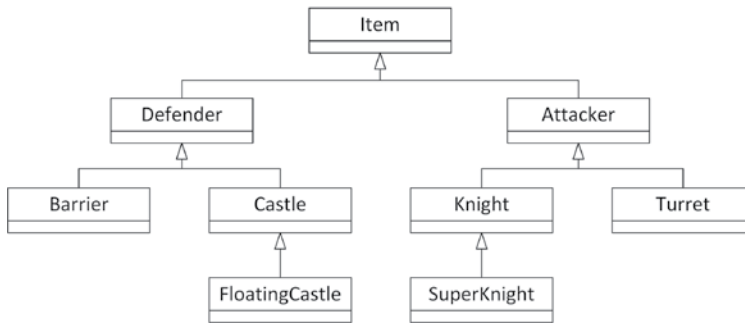 Item
Defender
Attacker
Barrier
Castle
Knight
Turret
FloatingCastle
SuperKnight